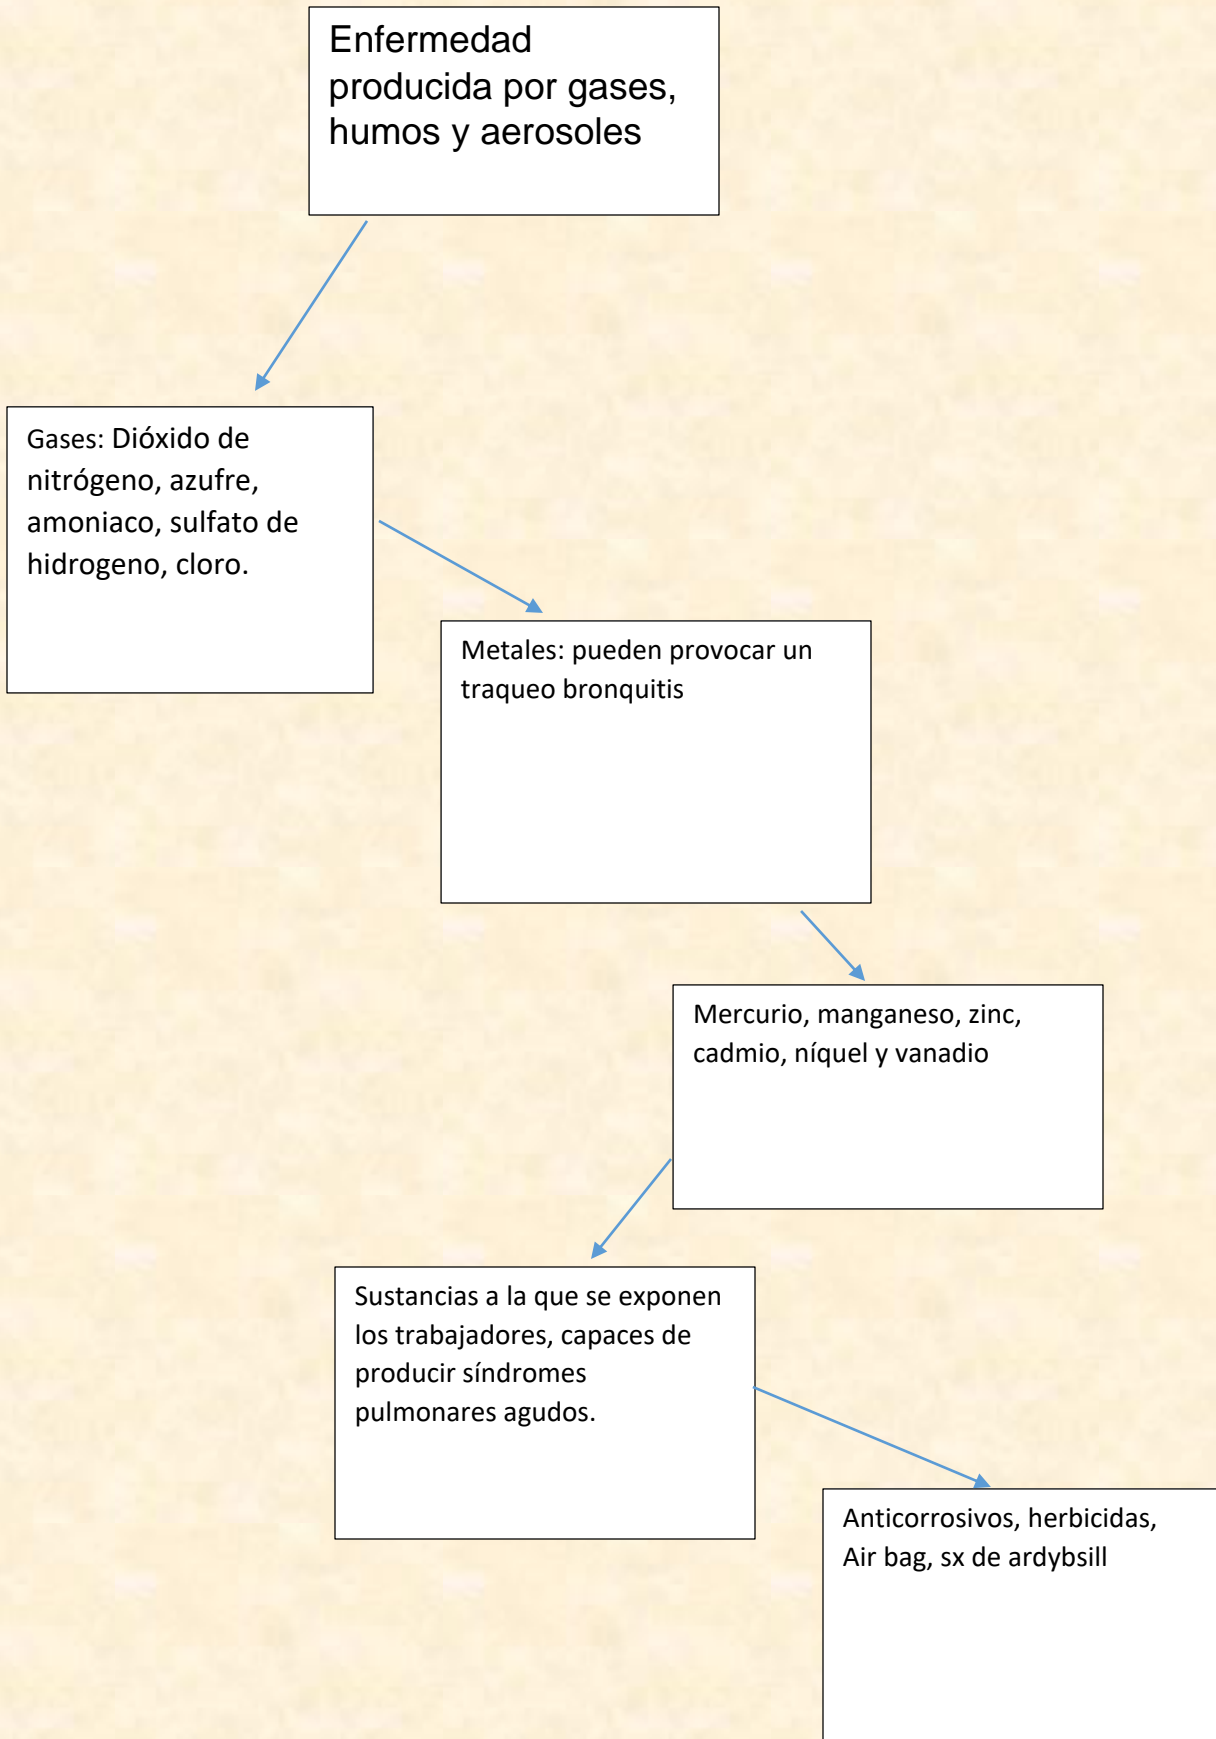 Enfermedad
producida por gases,
humos y aerosoles
Gases: Dióxido de
nitrógeno, azufre,
amoniaco, sulfato de
hidrogeno, cloro.
Metales: pueden provocar un
traqueo bronquitis
Mercurio, manganeso, zinc,
cadmio, níquel y vanadio
Sustancias a la que se exponen
los trabajadores, capaces de
producir síndromes
pulmonares agudos.
Anticorrosivos, herbicidas,
Air bag, sx de ardybsill